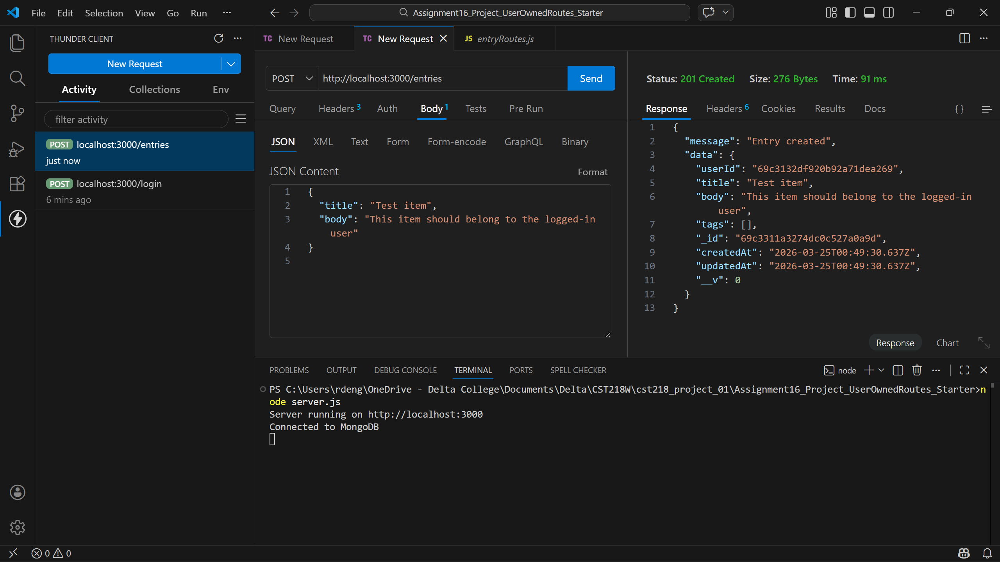 File Edit Selection View Go Run ···
Assignment16_Project_UserOwnedRoutes_Starter
THUNDER CLIENT
New Request
Activity Collections Env
filter activity
POST localhost:3000/entries
just now
POST localhost:3000/login
6 mins ago
TC New Request
TC New Request
JS entryRoutes.js
POST http://localhost:3000/entries Send
Query Headers 3 Auth Body 1 Tests Pre Run
JSON XML Text Form Form-encode GraphQL Binary
JSON Content Format
1 {
2 "title": "Test item",
3 "body": "This item should belong to the logged-in
user"
4 }
5
Status: 201 Created Size: 276 Bytes Time: 91 ms
Response Headers 6 Cookies Results Docs { }
1 {
2 "message": "Entry created",
3 "data": {
4 "userId": "69c3132df920b92a71dea269",
5 "title": "Test item",
6 "body": "This item should belong to the logged-in
user",
7 "tags": [],
8 "_id": "69c3311a3274dc0c527a0a9d",
9 "createdAt": "2026-03-25T00:49:30.637Z",
10 "updatedAt": "2026-03-25T00:49:30.637Z",
11 "__v": 0
12 }
13 }
Response Chart
PROBLEMS OUTPUT DEBUG CONSOLE TERMINAL PORTS SPELL CHECKER
node
PS C:\Users\rdeng\OneDrive - Delta College\Documents\Delta\CST218W\cst218_project_01\Assignment16_Project_UserOwnedRoutes_Starter>n
ode server.js
Server running on http://localhost:3000
Connected to MongoDB
0 0